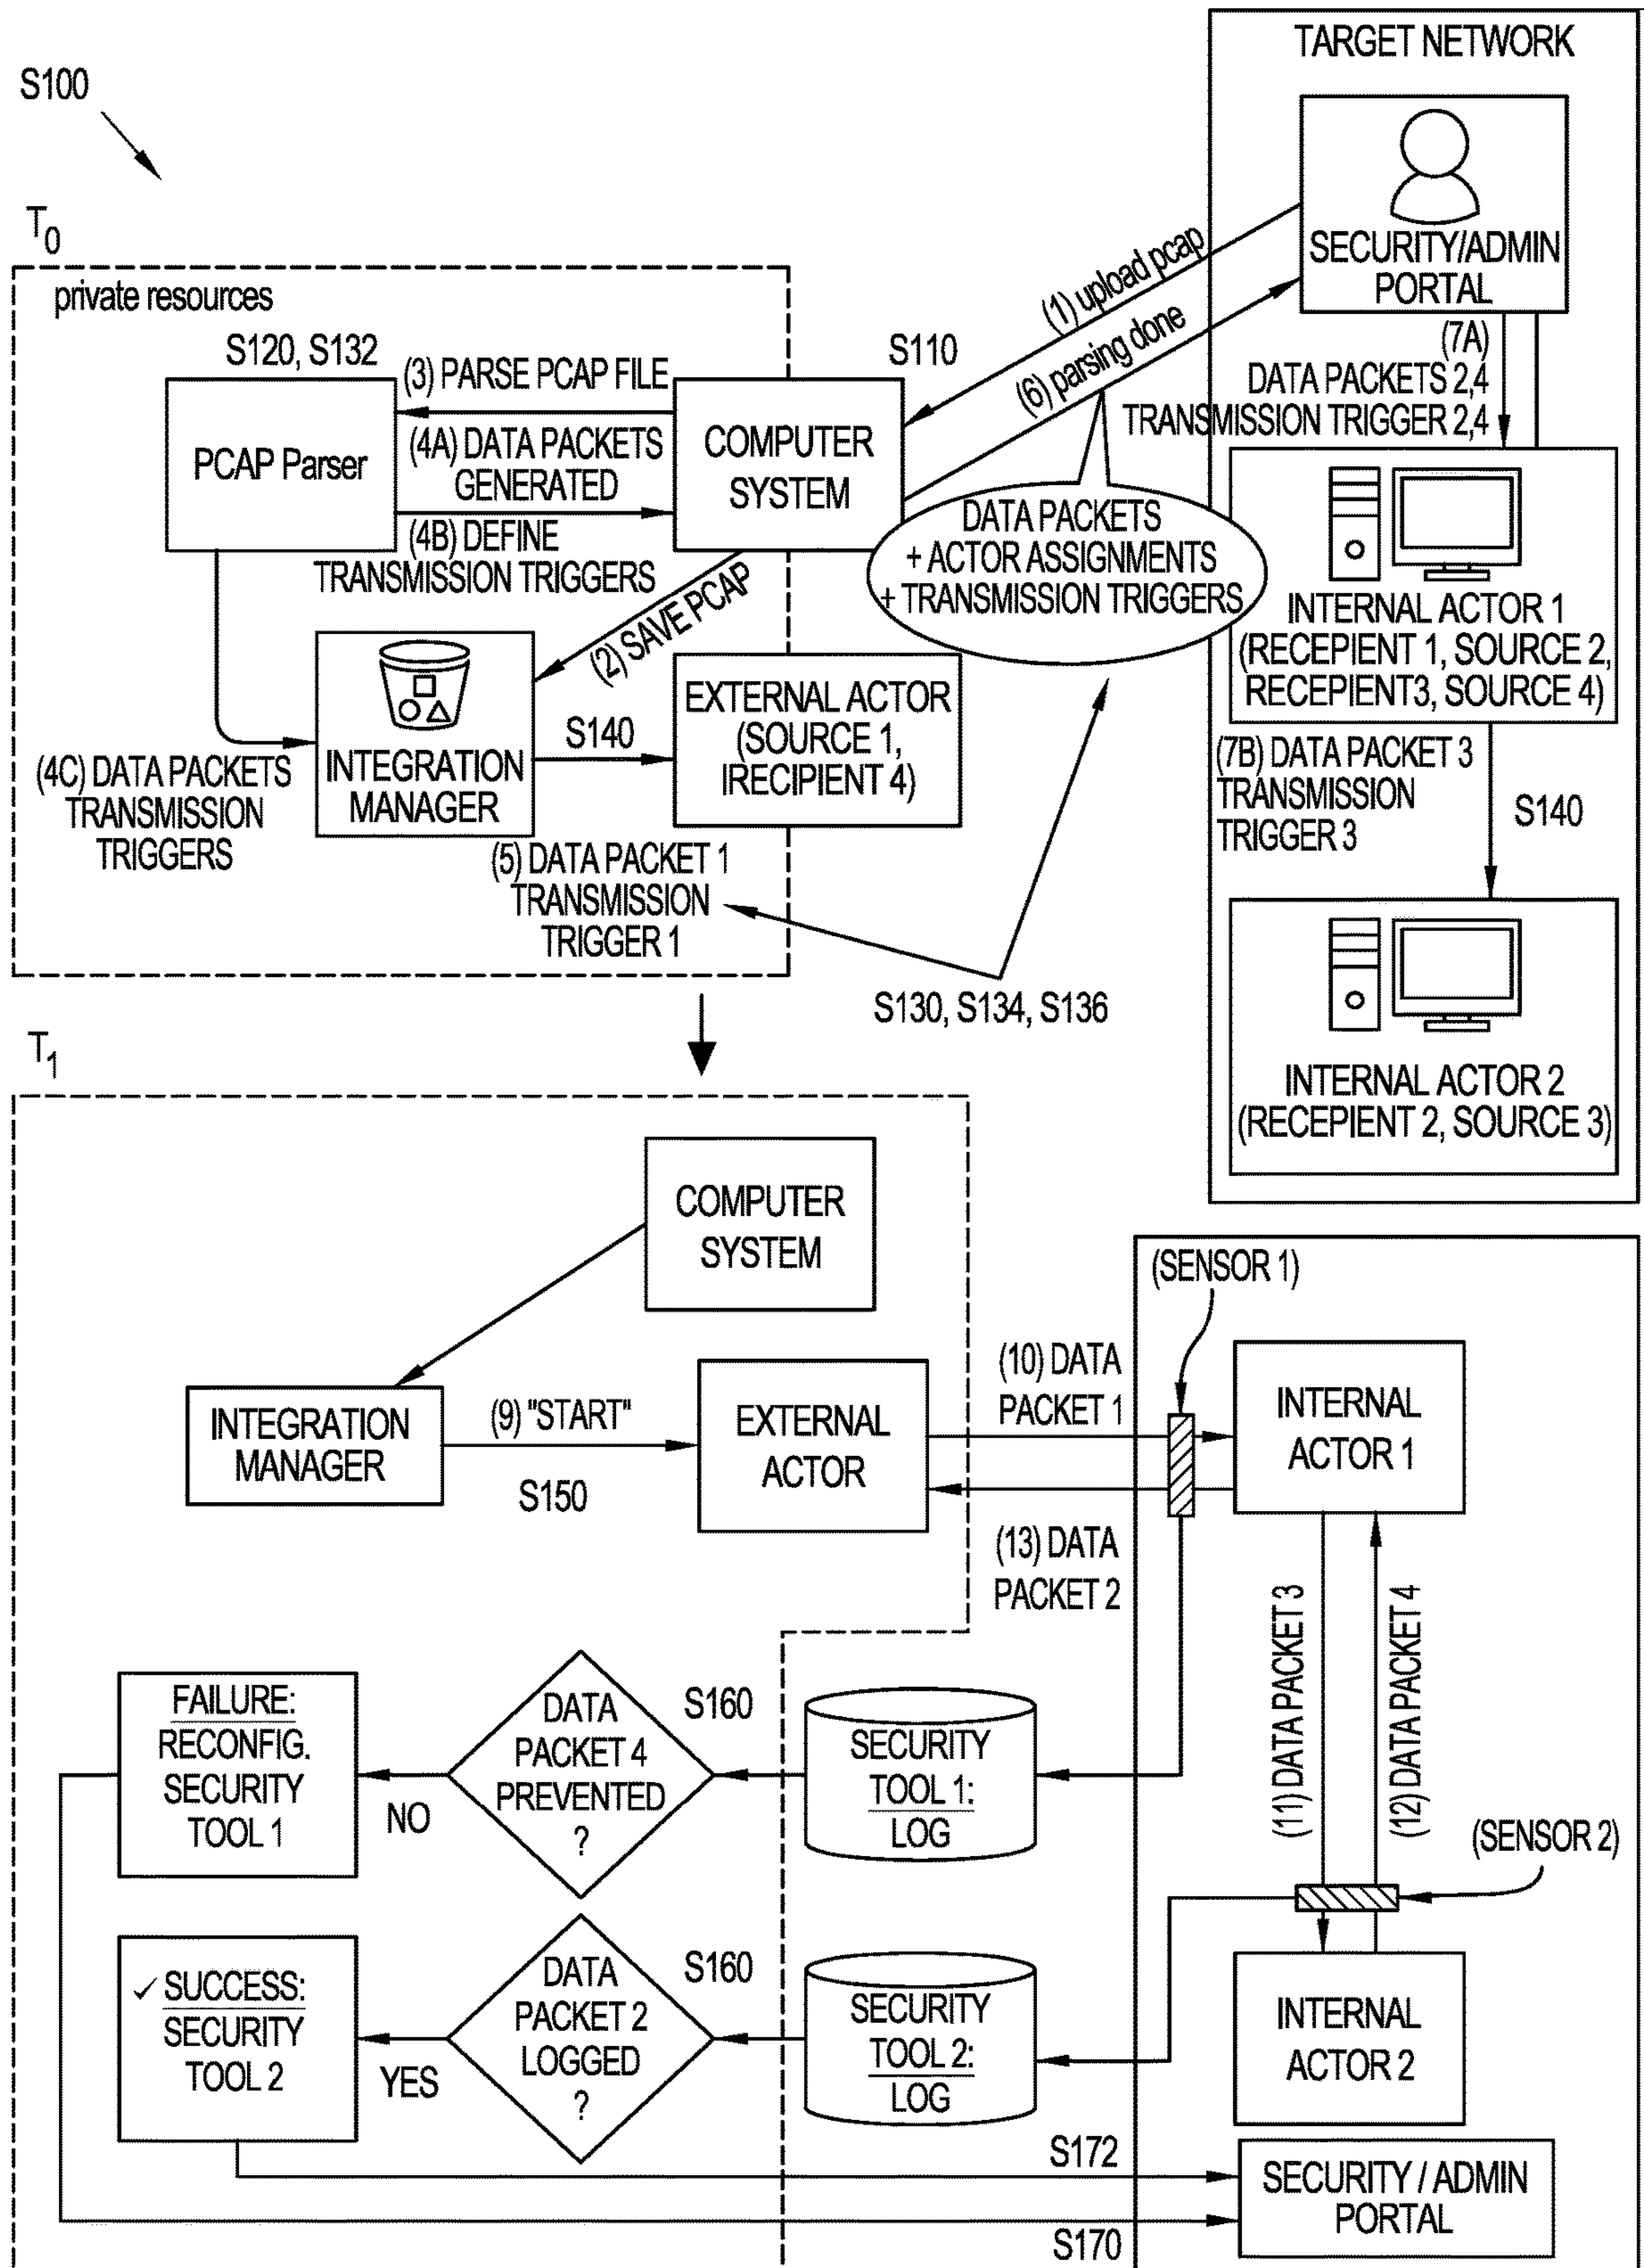 S100
T0
private resources
S120, S132
(3) PARSE PCAP FILE
PCAP Parser
(4A) DATA PACKETS
GENERATED
(4B) DEFINE
TRANSMISSION TRIGGERS
COMPUTER
SYSTEM
S110
(1) upload pcap
(6) parsing done
(2) SAVE PCAP
DATA PACKETS
+ ACTOR ASSIGNMENTS
+ TRANSMISSION TRIGGERS
INTEGRATION
MANAGER
S140
EXTERNAL ACTOR
(SOURCE 1,
IRECIPIENT 4)
(4C) DATA PACKETS
TRANSMISSION
TRIGGERS
(5) DATA PACKET 1
TRANSMISSION
TRIGGER 1
S130, S134, S136
TARGET NETWORK
SECURITY/ADMIN
PORTAL
(7A)
DATA PACKETS 2,4
TRANSMISSION TRIGGER 2,4
INTERNAL ACTOR 1
(RECEPIENT 1, SOURCE 2,
RECEPIENT3, SOURCE 4)
(7B) DATA PACKET 3
TRANSMISSION
TRIGGER 3
S140
INTERNAL ACTOR 2
(RECEPIENT 2, SOURCE 3)
T1
COMPUTER
SYSTEM
INTEGRATION
MANAGER
(9) "START"
S150
EXTERNAL
ACTOR
(10) DATA
PACKET 1
(13) DATA
PACKET 2
(SENSOR 1)
INTERNAL
ACTOR 1
(11) DATA PACKET 3
(12) DATA PACKET 4
(SENSOR 2)
INTERNAL
ACTOR 2
FAILURE:
RECONFIG.
SECURITY
TOOL 1
NO
DATA
PACKET 4
PREVENTED
?
S160
SECURITY
TOOL 1:
LOG
✓ SUCCESS:
SECURITY
TOOL 2
YES
DATA
PACKET 2
LOGGED
?
S160
SECURITY
TOOL 2:
LOG
S172
SECURITY / ADMIN
PORTAL
S170